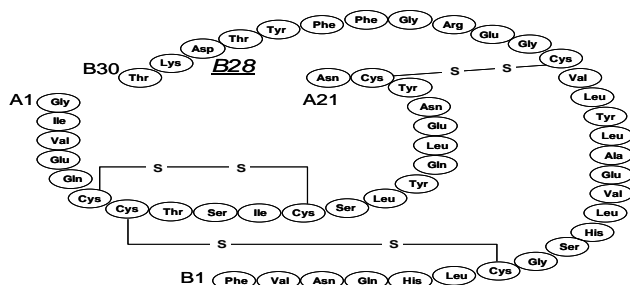 B30 Thr Lys Asp Thr Tyr Phe Phe Gly Arg Glu Gly Cys
B28
Val
Leu
Tyr
Leu
Ala
Glu
Val
Leu
His
Ser
Gly
A21 Asn Cys S S
Tyr
Asn
Glu
Leu
Gln
Tyr
Leu
Ser
A1 Gly
Ile
Val
Glu
Gln
S S
Cys Cys Thr Ser Ile Cys
S S
B1 Phe Val Asn Gln His Leu Cys